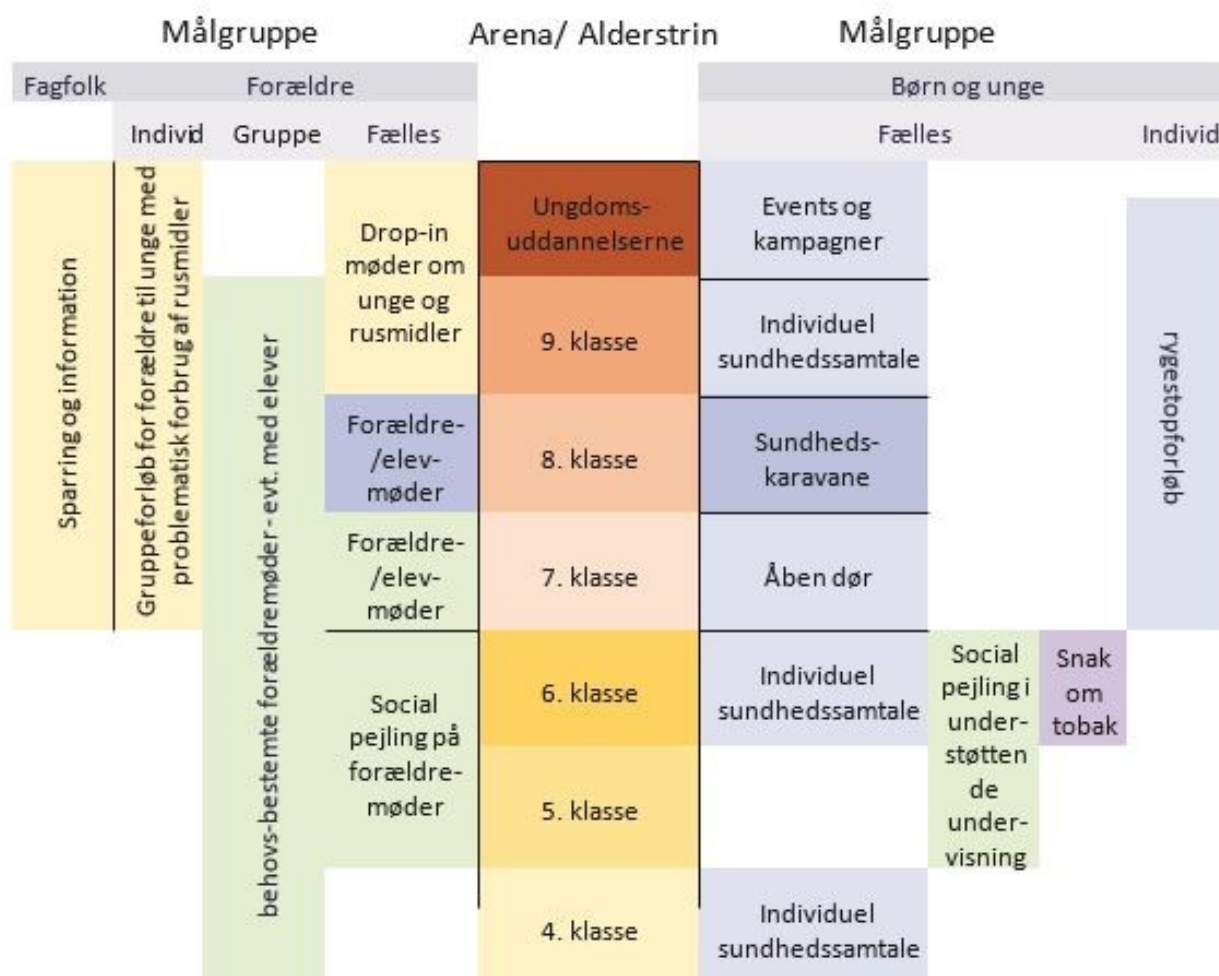 Målgruppe
Arena/ Alderstrin
Målgruppe
Fagfolk
Forældre
Børn og unge
Individ
Gruppe
Fælles
Fælles
Individ
Sparring og information
Gruppeforløb for forældre til unge med
problematisk forbrug af rusmidler
behovs-bestemte forældremøder - evt. med elever
Drop-in
møder om
unge og
rusmidler
Forældre-
/elev-
møder
Forældre-
/elev-
møder
Social
pejling på
forældre-
møder
Ungdoms-
uddannelserne
9. klasse
8. klasse
7. klasse
6. klasse
5. klasse
4. klasse
Events og
kampagner
Individuel
sundhedssamtale
Sundheds-
karavane
Åben dør
Individuel
sundhedssamtale
Individuel
sundhedssamtale
Social
pejling i
under-
støtten
de
under-
visning
Snak
om
tobak
rygestopforløb